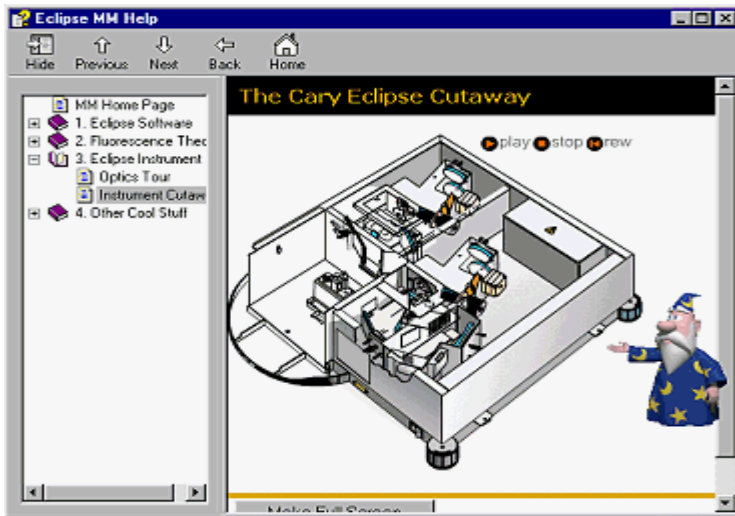 Eclipse MM Help
Hide Previous Next Back Home
The Cary Eclipse Cutaway
play stop rew
MM Home Page
1. Eclipse Software
2. Fluorescence Theo
3. Eclipse Instrument
Optics Tour
Instrument Cutaw
4. Other Cool Stuff
Make Full Screen